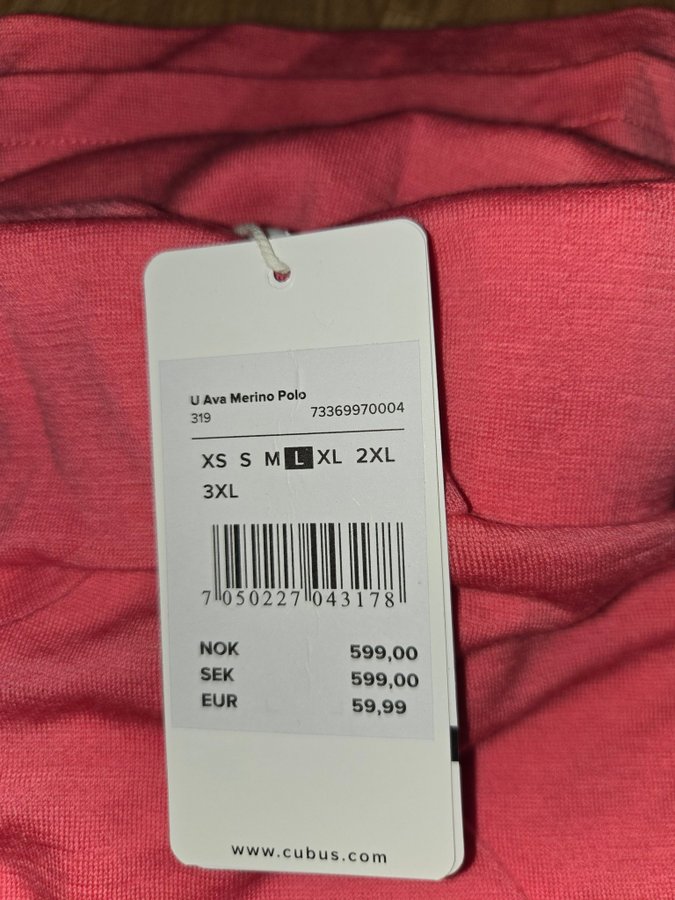 U Ava Merino Polo
319 73369970004
XS S M L XL 2XL
3XL
7 050227 043178
NOK 599,00
SEK 599,00
EUR 59,99
www.cubus.com